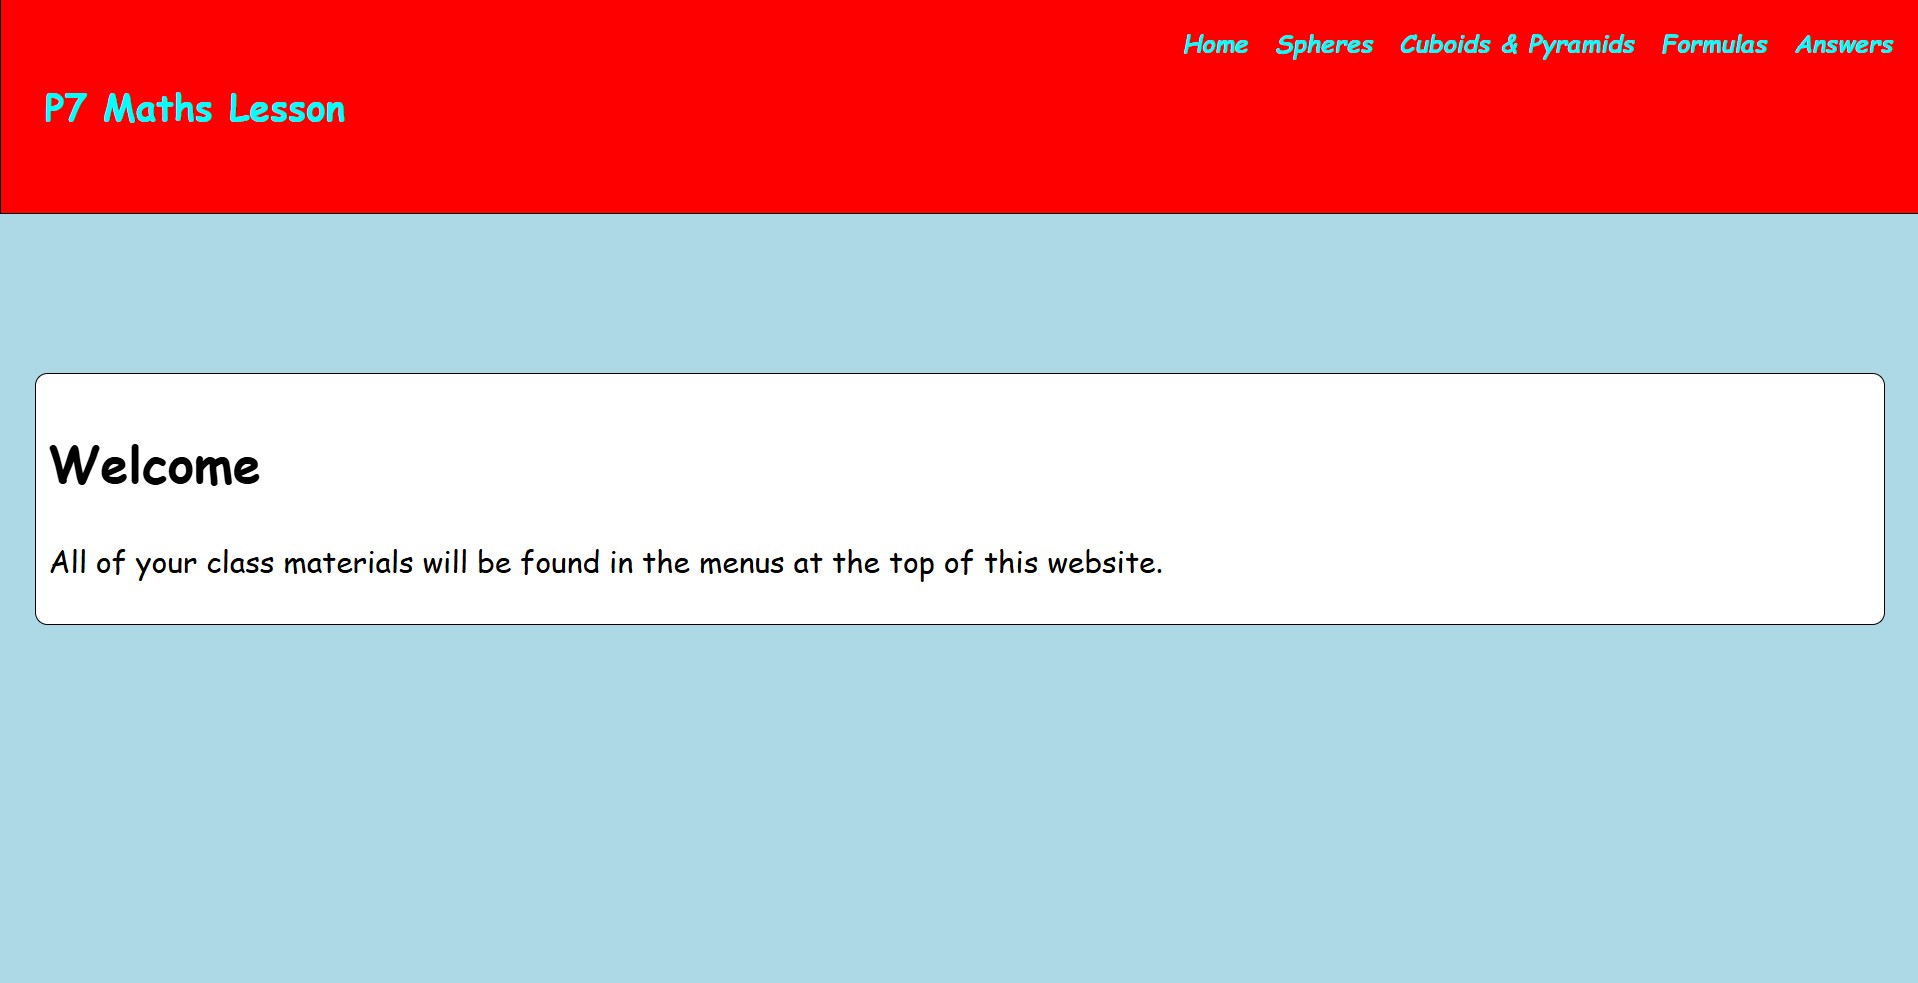 Home Spheres Cuboids & Pyramids Formulas Answers
P7 Maths Lesson
Welcome
All of your class materials will be found in the menus at the top of this website.